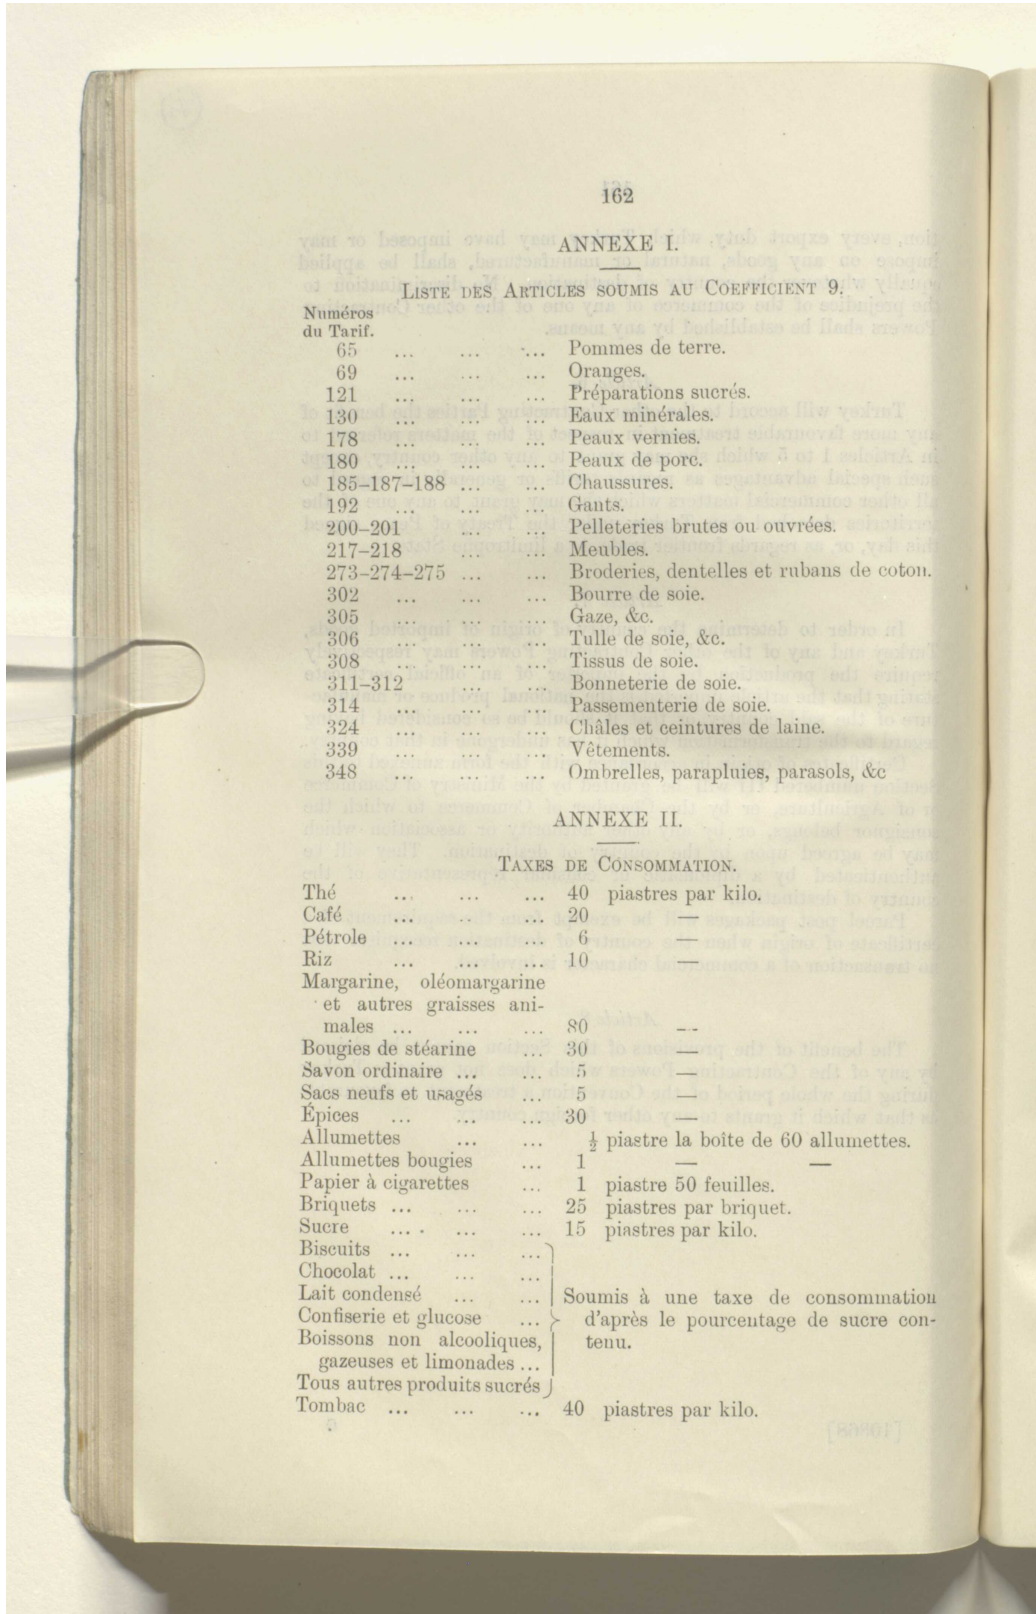 162
ANNEXE I.
LISTE DES ARTICLES SOUMIS AU COEFFICIENT 9.
Numéros
du Tarif.
65 ... ... ... Pommes de terre.
69 ... ... ... Oranges.
121 ... ... ... Préparations sucrés.
130 ... ... ... Eaux minérales.
178 ... ... ... Peaux vernies.
180 ... ... ... Peaux de porc.
185–187–188 ... ... Chaussures.
192 ... ... ... Gants.
200–201 ... ... Pelleteries brutes ou ouvrées.
217–218 ... ... Meubles.
273–274–275 ... ... Broderies, dentelles et rubans de coton.
302 ... ... ... Bourre de soie.
305 ... ... ... Gaze, &c.
306 ... ... ... Tulle de soie, &c.
308 ... ... ... Tissus de soie.
311–312 ... ... Bonneterie de soie.
314 ... ... ... Passementerie de soie.
324 ... ... ... Châles et ceintures de laine.
339 ... ... ... Vêtements.
348 ... ... ... Ombrelles, parapluies, parasols, &c
ANNEXE II.
TAXES DE CONSOMMATION.
Thé ... ... ... 40 piastres par kilo.
Café ... .. ... 20 —
Pétrole ... ... ... 6 —
Riz ... ... ... 10 —
Margarine, oléomargarine
et autres graisses ani-
males ... ... ... 80 —
Bougies de stéarine ... 30 —
Savon ordinaire ... ... 5 —
Sacs neufs et usagés ... 5 —
Épices ... ... ... 30 —
Allumettes ... ... ½ piastre la boîte de 60 allumettes.
Allumettes bougies ... 1 — —
Papier à cigarettes ... 1 piastre 50 feuilles.
Briquets ... ... ... 25 piastres par briquet.
Sucre ... ... ... 15 piastres par kilo.
Biscuits ... ... ...
Chocolat ... ... ...
Lait condensé ... ... Soumis à une taxe de consommation
Confiserie et glucose ... d'après le pourcentage de sucre con-
Boissons non alcooliques, tenu.
gazeuses et limonades ...
Tous autres produits sucrés
Tombac ... ... ... 40 piastres par kilo.